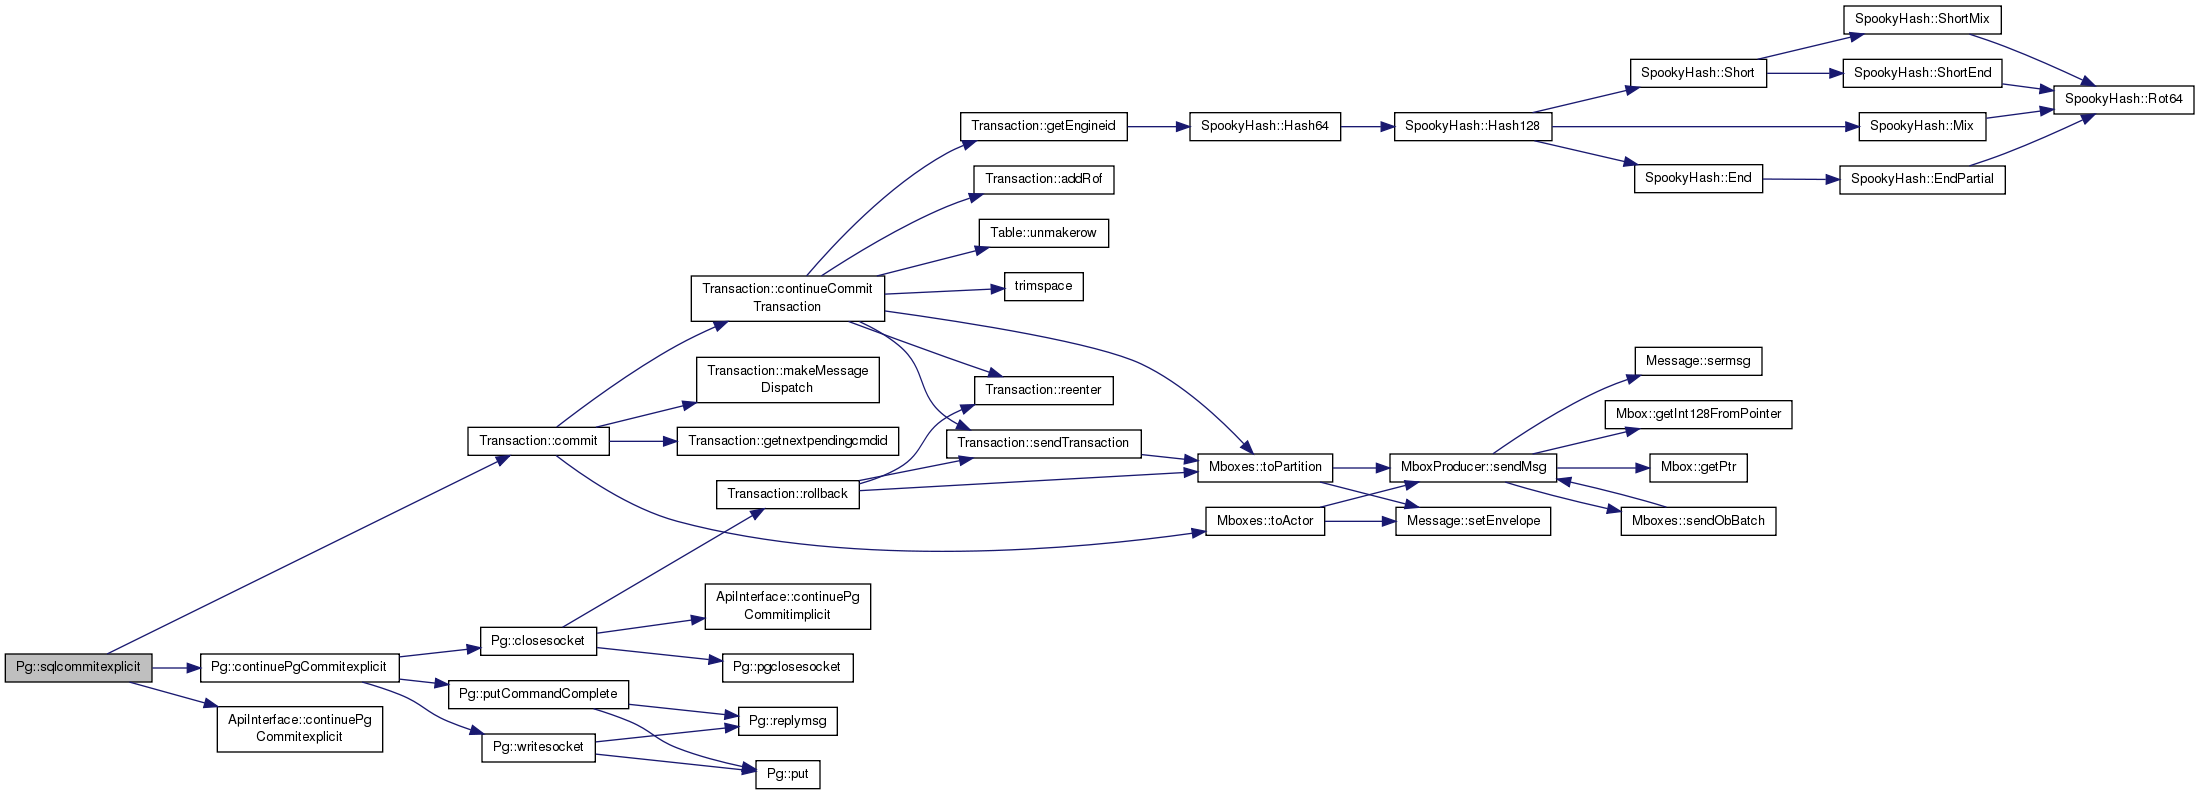 SpookyHash::ShortMix
SpookyHash::Short
SpookyHash::ShortEnd
SpookyHash::Rot64
Transaction::getEngineid
SpookyHash::Hash64
SpookyHash::Hash128
SpookyHash::Mix
Transaction::addRof
SpookyHash::End
SpookyHash::EndPartial
Table::unmakerow
Transaction::continueCommit
Transaction
trimspace
Transaction::makeMessage
Dispatch
Transaction::reenter
Message::sermsg
Mbox::getInt128FromPointer
Transaction::commit
Transaction::getnextpendingcmdid
Transaction::sendTransaction
Mboxes::toPartition
MboxProducer::sendMsg
Mbox::getPtr
Transaction::rollback
Mboxes::toActor
Message::setEnvelope
Mboxes::sendObBatch
ApiInterface::continuePg
Commitimplicit
Pg::closesocket
Pg::sqlcommitexplicit
Pg::continuePgCommitexplicit
Pg::pgclosesocket
Pg::putCommandComplete
ApiInterface::continuePg
Commitexplicit
Pg::replymsg
Pg::writesocket
Pg::put